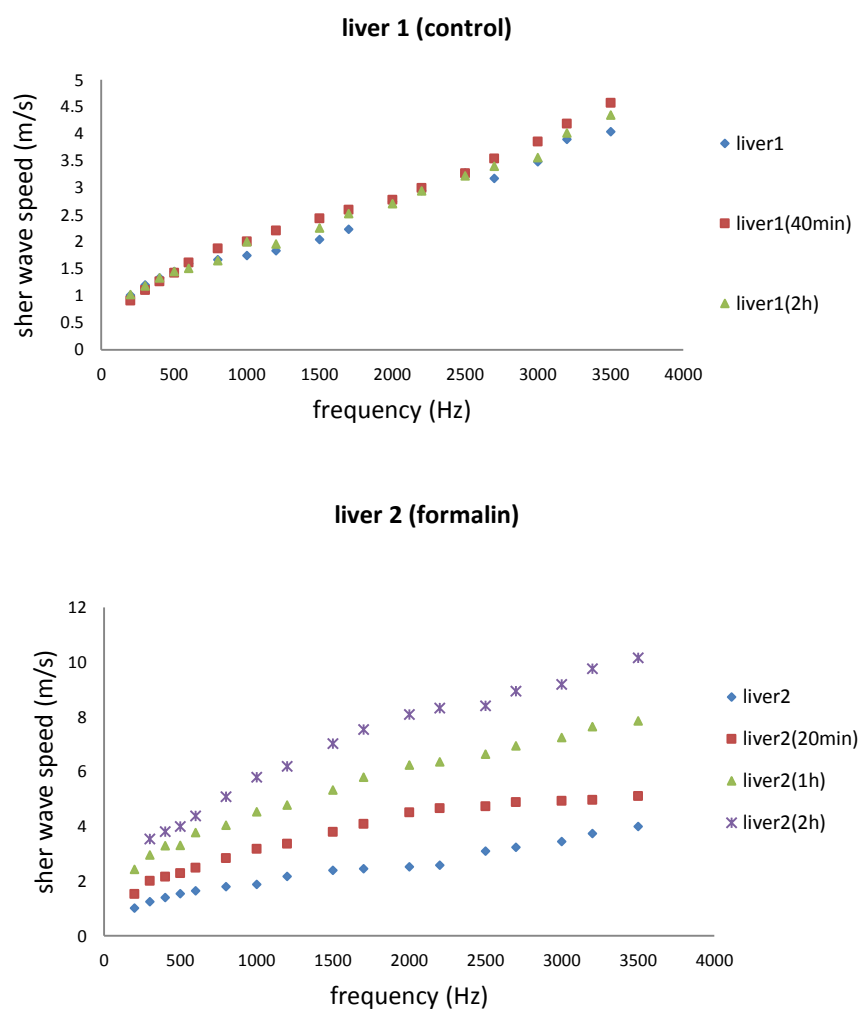 liver 1 (control)
sher wave speed (m/s)
5
4.5
4
3.5
3
2.5
2
1.5
1
0.5
0
0 500 1000 1500 2000 2500 3000 3500 4000
frequency (Hz)
liver1
liver1(40min)
liver1(2h)
liver 2 (formalin)
sher wave speed (m/s)
12
10
8
6
4
2
0
0 500 1000 1500 2000 2500 3000 3500 4000
frequency (Hz)
liver2
liver2(20min)
liver2(1h)
liver2(2h)